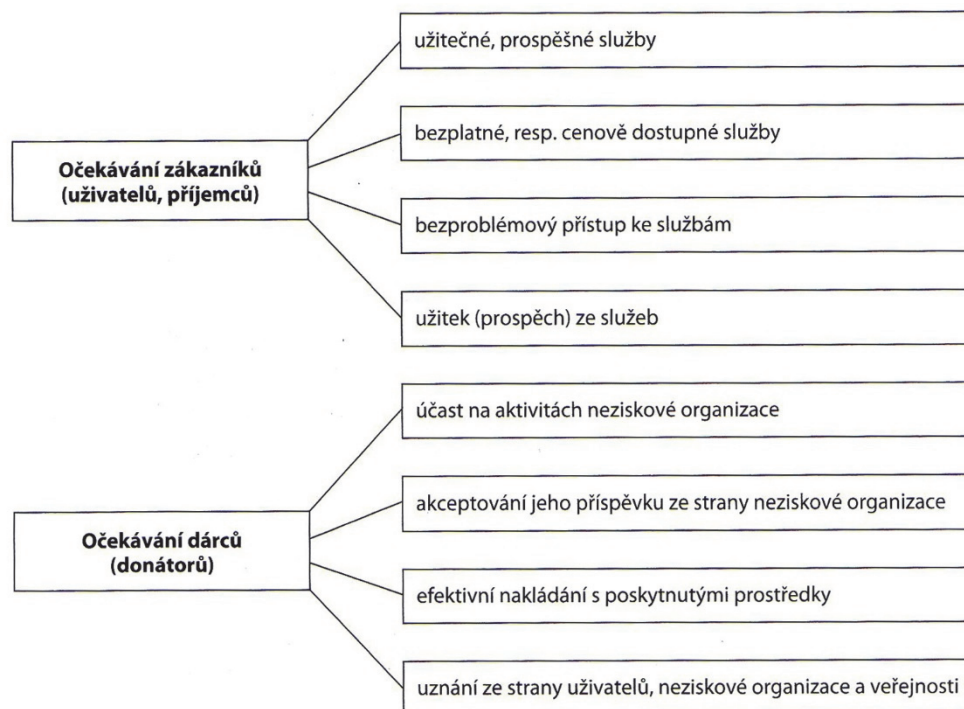 užitečné, prospěšné služby
bezplatné, resp. cenově dostupné služby
Očekávání zákazníků
(uživatelů, příjemců)
bezproblémový přístup ke službám
užitek (prospěch) ze služeb
účast na aktivitách neziskové organizace
akceptování jeho příspěvku ze strany neziskové organizace
Očekávání dárců
(donátorů)
efektivní nakládání s poskytnutými prostředky
uznání ze strany uživatelů, neziskové organizace a veřejnosti